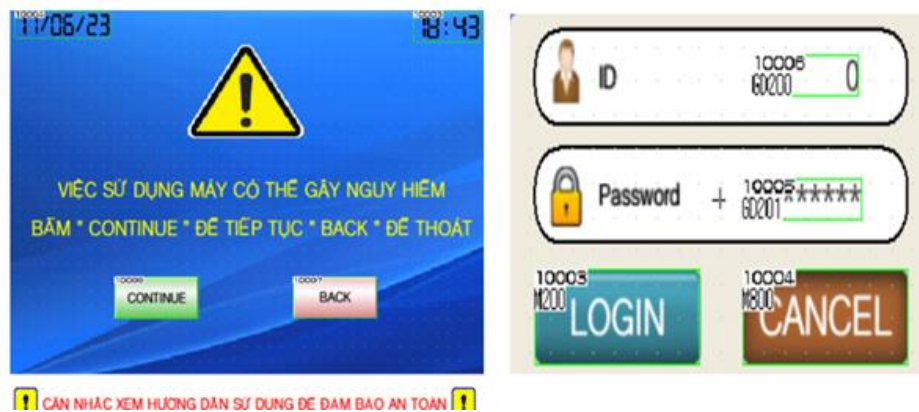 11/06/23
18:43
VIỆC SỬ DỤNG MÁY CÓ THỂ GÂY NGUY HIỂM
BẤM " CONTINUE " ĐỂ TIẾP TỤC " BACK " ĐỂ THOÁT
CONTINUE
BACK
! CÂN NHẮC XEM HƯỚNG DẪN SỬ DỤNG ĐỂ ĐẢM BẢO AN TOÀN !
ID
10006
GD200
0
Password
+
10005
GD201
*****
10003
M200
LOGIN
10004
M800
CANCEL